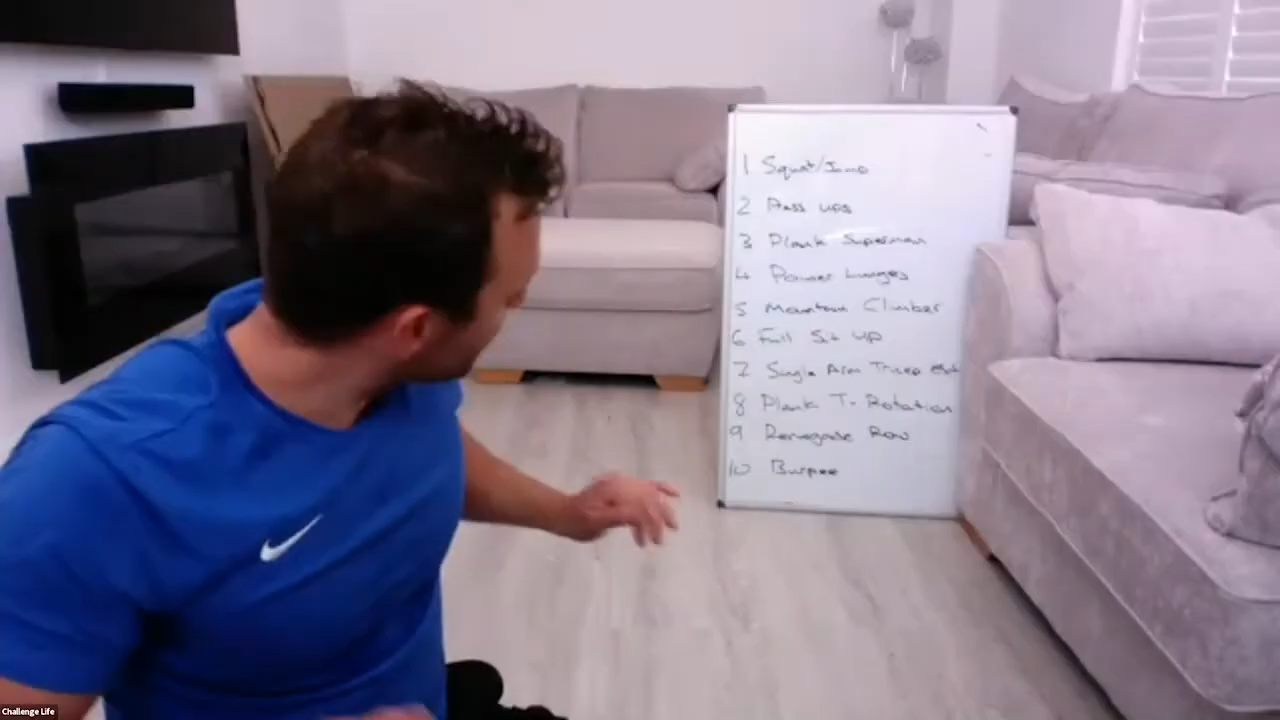 1 Squat/Jump
2 Press ups
3 Plank Superman
4 Power Lunges
5 Mountain Climber
6 Full Sit up
7 Single Arm Tricep
8 Plank T-Rotation
9 Renegade Row
10 Burpee
Challenge Life